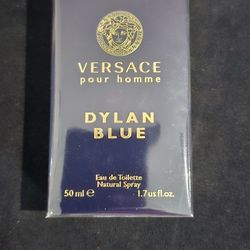 VERSACE
pour homme
DYLAN
BLUE
Eau de Toilette
Natural Spray
50 ml ℮ 1.7 us fl.oz.